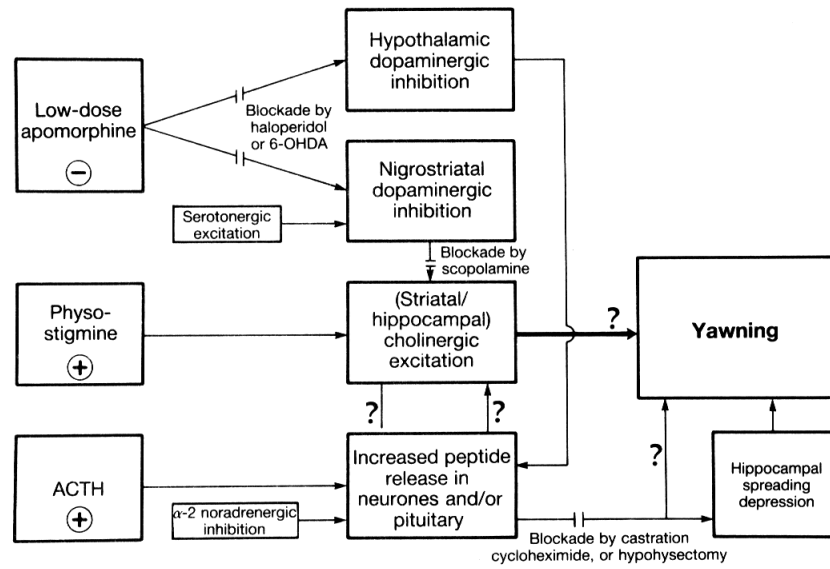 Low-dose
apomorphine
−
Hypothalamic
dopaminergic
inhibition
Blockade by
haloperidol
or 6-OHDA
Nigrostriatal
dopaminergic
inhibition
Serotonergic
excitation
Blockade by
scopolamine
Physo-
stigmine
+
(Striatal/
hippocampal)
cholinergic
excitation
?
Yawning
?
?
ACTH
+
α-2 noradrenergic
inhibition
Increased peptide
release in
neurones and/or
pituitary
?
Hippocampal
spreading
depression
Blockade by castration
cycloheximide, or hypohysectomy